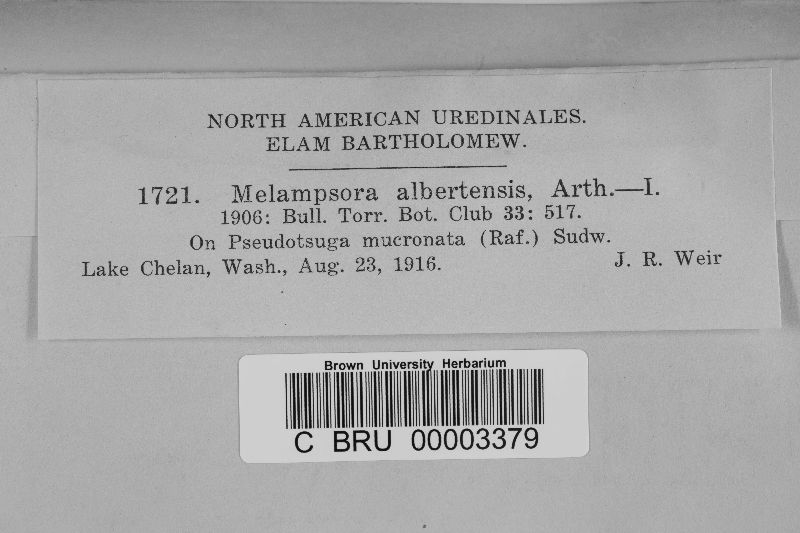 NORTH AMERICAN UREDINALES.
ELAM BARTHOLOMEW.
1721. Melampsora albertensis, Arth.—I.
1906: Bull. Torr. Bot. Club 33: 517.
On Pseudotsuga mucronata (Raf.) Sudw.
Lake Chelan, Wash., Aug. 23, 1916. J. R. Weir
Brown University Herbarium
C BRU 00003379